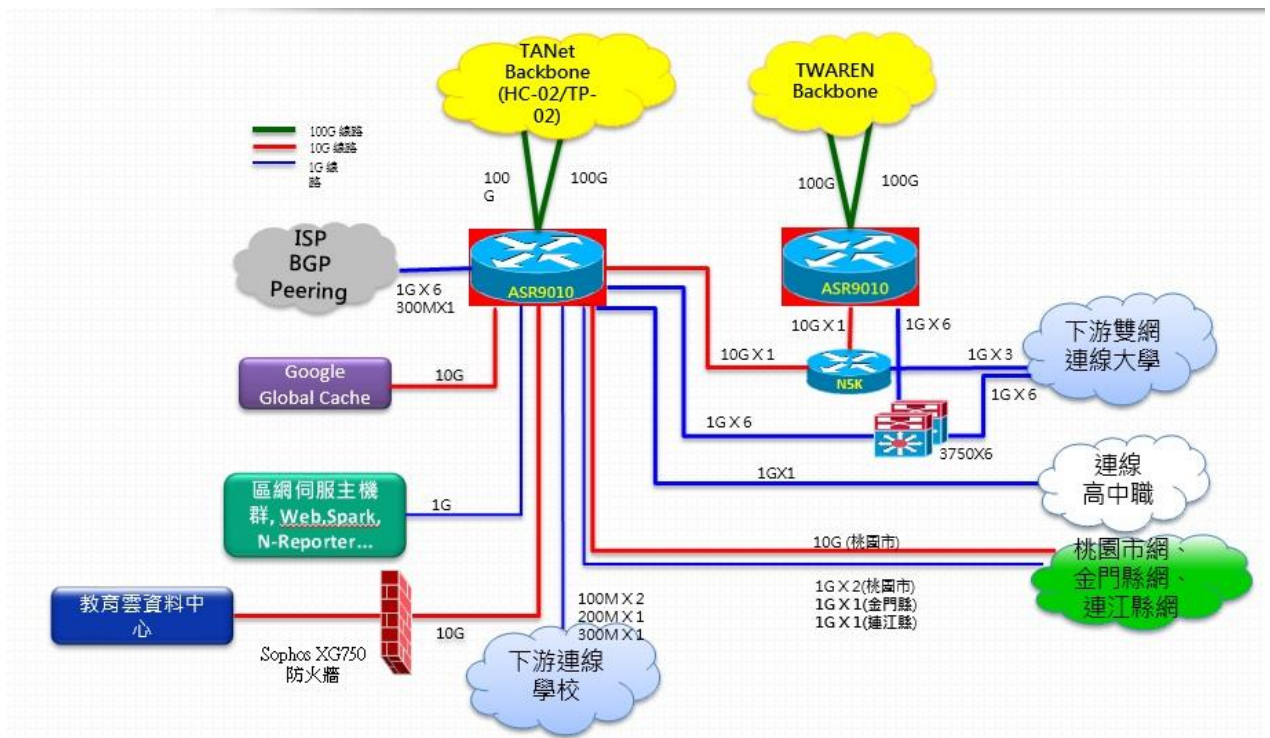 TANet
Backbone
(HC-02/TP-
02)
TWAREN
Backbone
100G 線路
10G 線路
1G 線
路
100
G
100G
100G
100G
ISP
BGP
Peering
1G X 6
300MX1
ASR9010
ASR9010
10G X 1
1G X 6
下游雙網
連線大學
10G X 1
N5K
1G X 3
1G X 6
Google
Global Cache
10G
1G X 6
3750X6
連線
高中職
1GX1
區網伺服主機
群, Web,Spark,
N-Reporter...
1G
10G (桃園市)
桃園市網、
金門縣網、
連江縣網
1G X 2(桃園市)
1G X 1(金門縣)
1G X 1(連江縣)
教育雲資料中
心
10G
100M X 2
200M X 1
300M X 1
Sophos XG750
防火牆
下游連線
學校